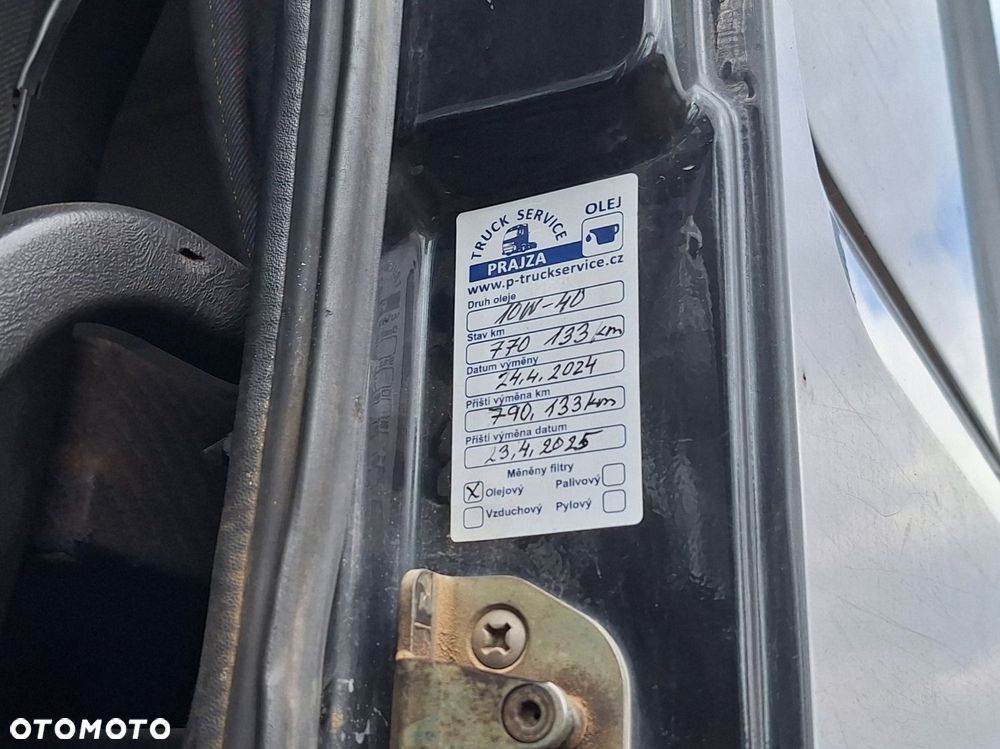 TRUCK SERVICE
OLEJ
PRAJZA
www.p-truckservice.cz
Druh oleje
10W-40
Stav km
770 133 km
Datum výměny
24.4.2024
Příští výměna km
790,133 km
Příští výměna datum
23.4.2025
Měněny filtry
X Olejový Palivový
Vzduchový Pylový
OTOMOTO